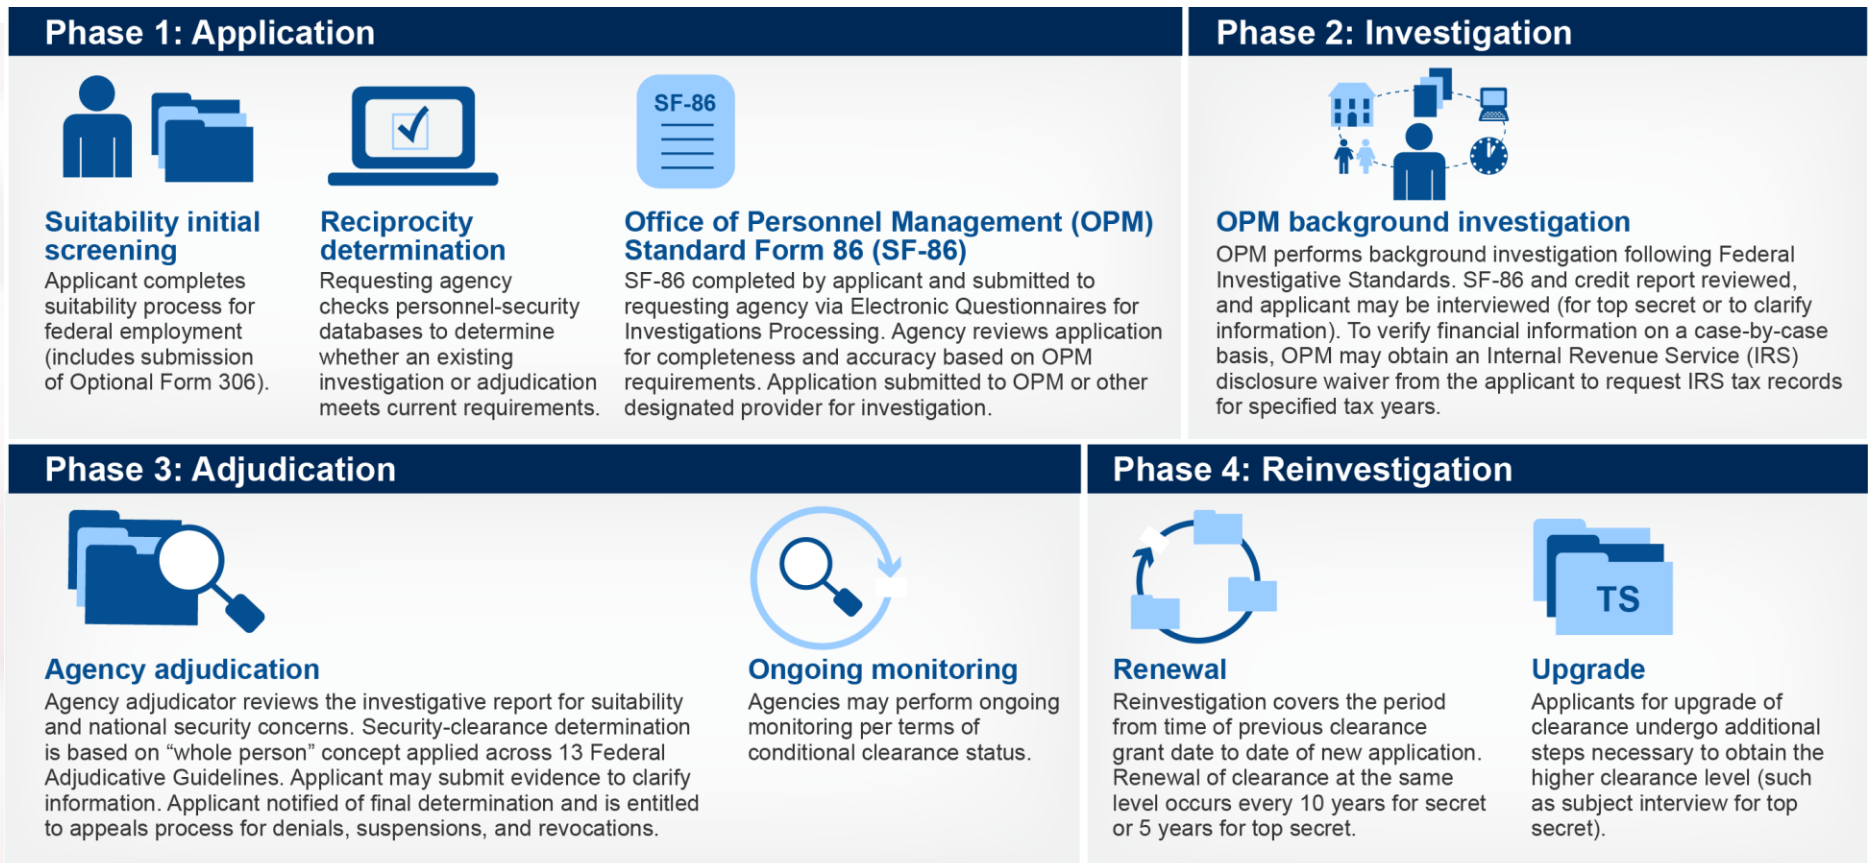 Phase 1: Application
SF-86
Suitability initial
screening
Applicant completes
suitability process for
federal employment
(includes submission
of Optional Form 306).
Reciprocity
determination
Requesting agency
checks personnel-security
databases to determine
whether an existing
investigation or adjudication
meets current requirements.
Office of Personnel Management (OPM)
Standard Form 86 (SF-86)
SF-86 completed by applicant and submitted to
requesting agency via Electronic Questionnaires for
Investigations Processing. Agency reviews application
for completeness and accuracy based on OPM
requirements. Application submitted to OPM or other
designated provider for investigation.
Phase 2: Investigation
OPM background investigation
OPM performs background investigation following Federal
Investigative Standards. SF-86 and credit report reviewed,
and applicant may be interviewed (for top secret or to clarify
information). To verify financial information on a case-by-case
basis, OPM may obtain an Internal Revenue Service (IRS)
disclosure waiver from the applicant to request IRS tax records
for specified tax years.
Phase 3: Adjudication
Agency adjudication
Agency adjudicator reviews the investigative report for suitability
and national security concerns. Security-clearance determination
is based on “whole person” concept applied across 13 Federal
Adjudicative Guidelines. Applicant may submit evidence to clarify
information. Applicant notified of final determination and is entitled
to appeals process for denials, suspensions, and revocations.
Ongoing monitoring
Agencies may perform ongoing
monitoring per terms of
conditional clearance status.
Phase 4: Reinvestigation
Renewal
Reinvestigation covers the period
from time of previous clearance
grant date to date of new application.
Renewal of clearance at the same
level occurs every 10 years for secret
or 5 years for top secret.
TS
Upgrade
Applicants for upgrade of
clearance undergo additional
steps necessary to obtain the
higher clearance level (such
as subject interview for top
secret).